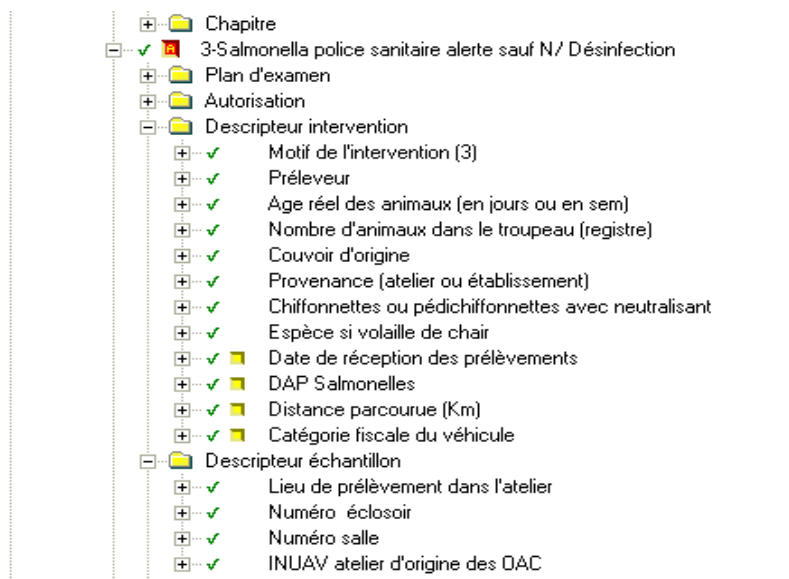 Chapitre
A 3-Salmonella police sanitaire alerte sauf N/ Désinfection
Plan d'examen
Autorisation
Descripteur intervention
Motif de l'intervention (3)
Préleveur
Age réel des animaux (en jours ou en sem)
Nombre d'animaux dans le troupeau (registre)
Couvoir d'origine
Provenance (atelier ou établissement)
Chiffonnettes ou pédichiffonnettes avec neutralisant
Espèce si volaille de chair
Date de réception des prélèvements
DAP Salmonelles
Distance parcourue (Km)
Catégorie fiscale du véhicule
Descripteur échantillon
Lieu de prélèvement dans l'atelier
Numéro  éclosoir
Numéro salle
INUAV atelier d'origine des OAC